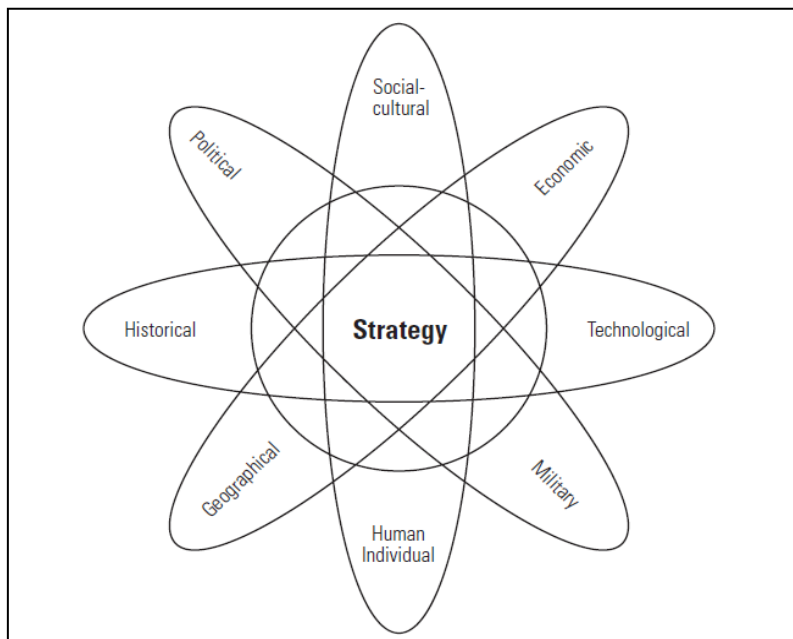 Social-
cultural
Political
Economic
Historical
Strategy
Technological
Geographical
Military
Human
Individual